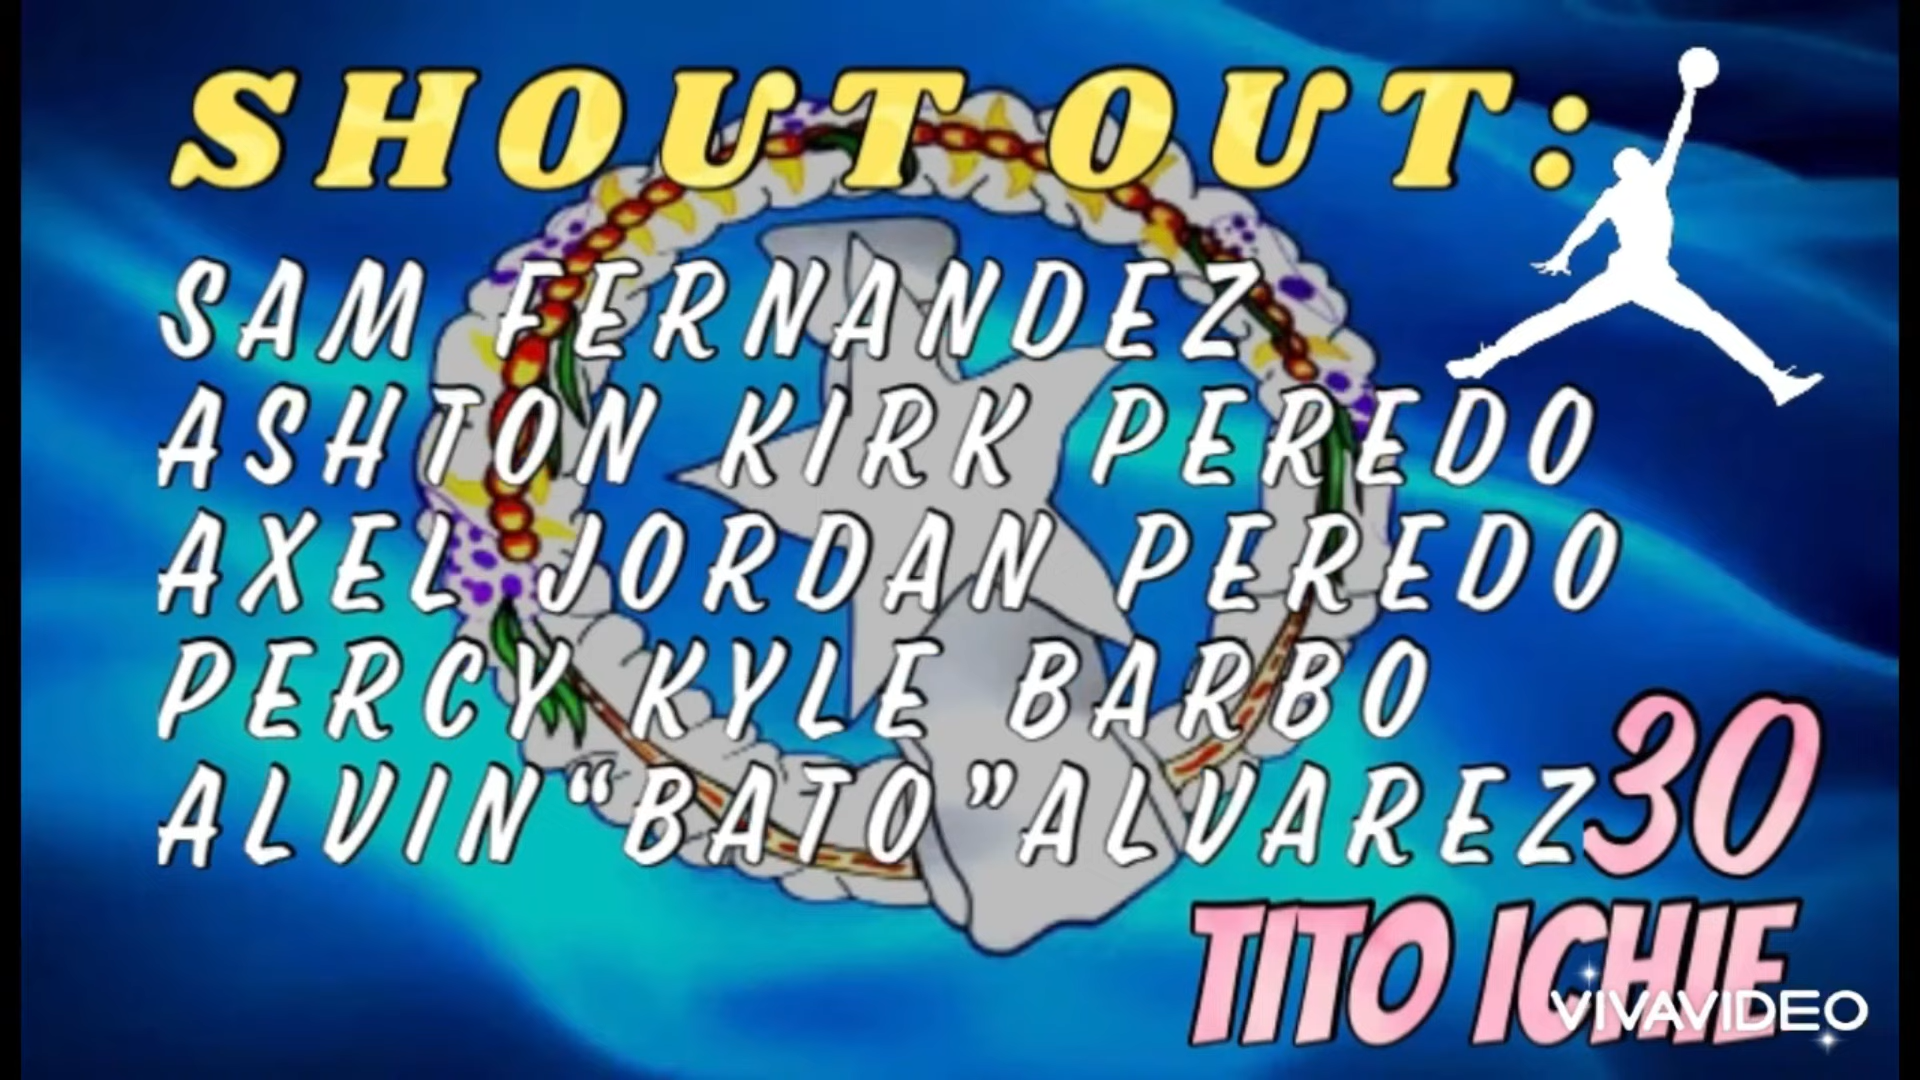 SHOUT OUT:
SAM FERNANDEZ
ASHTON KIRK PEREDO
AXEL JORDAN PEREDO
PERCY KYLE BARBO
ALVIN“BATO”ALVAREZ
30
TITO ICHIE
VIVAVIDEO